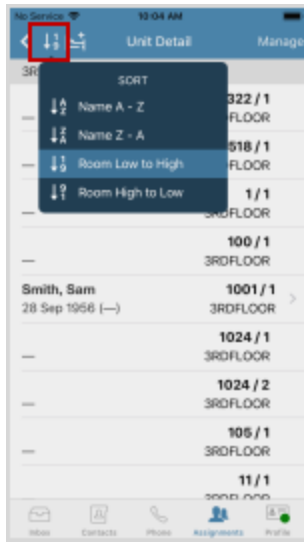 No Service 10:04 AM
Unit Detail Manage
SORT
Name A - Z
Name Z - A
Room Low to High
Room High to Low
322 / 1
FLOOR
518 / 1
FLOOR
1 / 1
3RDFLOOR
100 / 1
— 3RDFLOOR
Smith, Sam 1001 / 1
28 Sep 1956 (—) 3RDFLOOR
1024 / 1
— 3RDFLOOR
1024 / 2
— 3RDFLOOR
105 / 1
— 3RDFLOOR
11 / 1
3RDFLOOR
Inbox Contacts Phone Assignments Profile